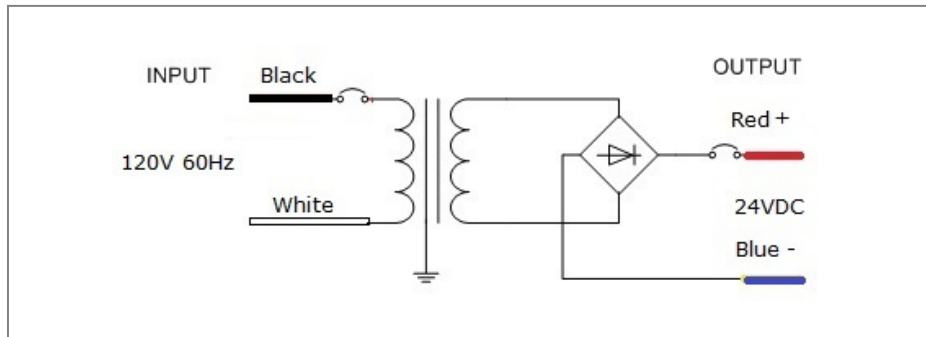 INPUT
Black
120V 60Hz
White
OUTPUT
Red +
24VDC
Blue -